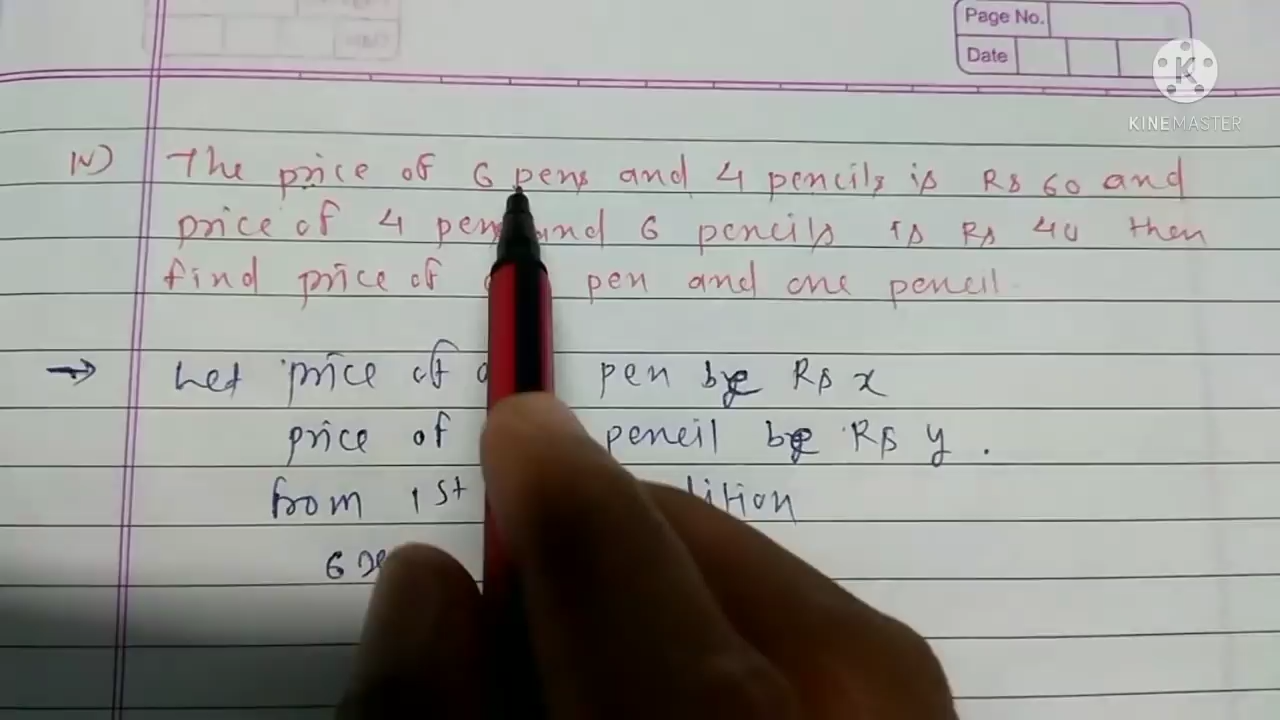 Page No.
Date
K
KINEMASTER
IV) The price of 6 pens and 4 pencils is Rs 60 and
price of 4 pen and 6 pencils is Rs 40 then
find price of pen and one pencil.
→ Let price of pen be Rs x
price of pencil be Rs y.
from 1st
6x